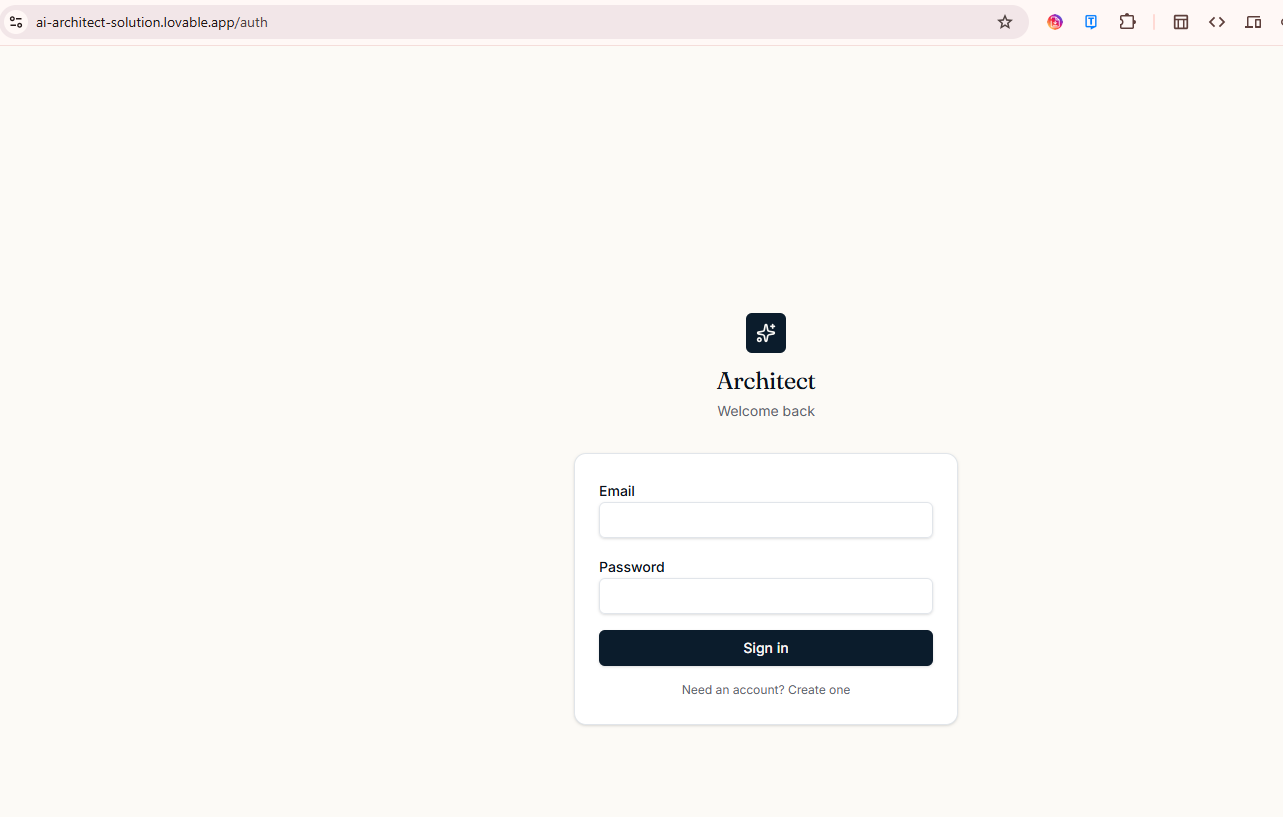 ai-architect-solution.lovable.app/auth
Architect
Welcome back
Email
Password
Sign in
Need an account? Create one